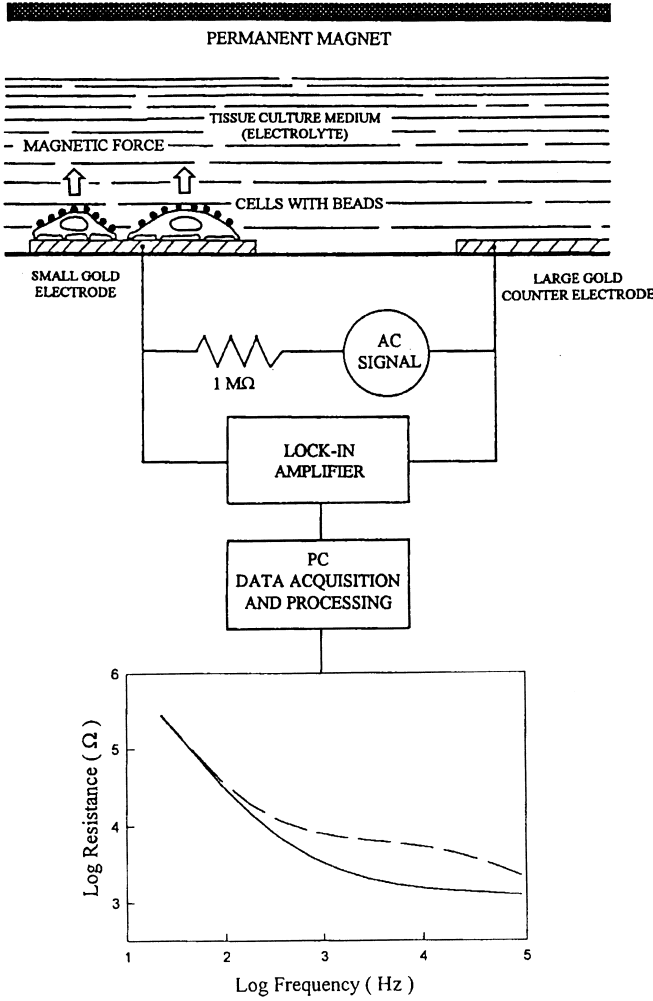 PERMANENT MAGNET
TISSUE CULTURE MEDIUM
(ELECTROLYTE)
MAGNETIC FORCE
CELLS WITH BEADS
SMALL GOLD
ELECTRODE
LARGE GOLD
COUNTER ELECTRODE
AC
SIGNAL
1 MΩ
LOCK-IN
AMPLIFIER
PC
DATA ACQUISITION
AND PROCESSING
6
5
4
3
Log Resistance ( Ω )
1 2 3 4 5
Log Frequency ( Hz )